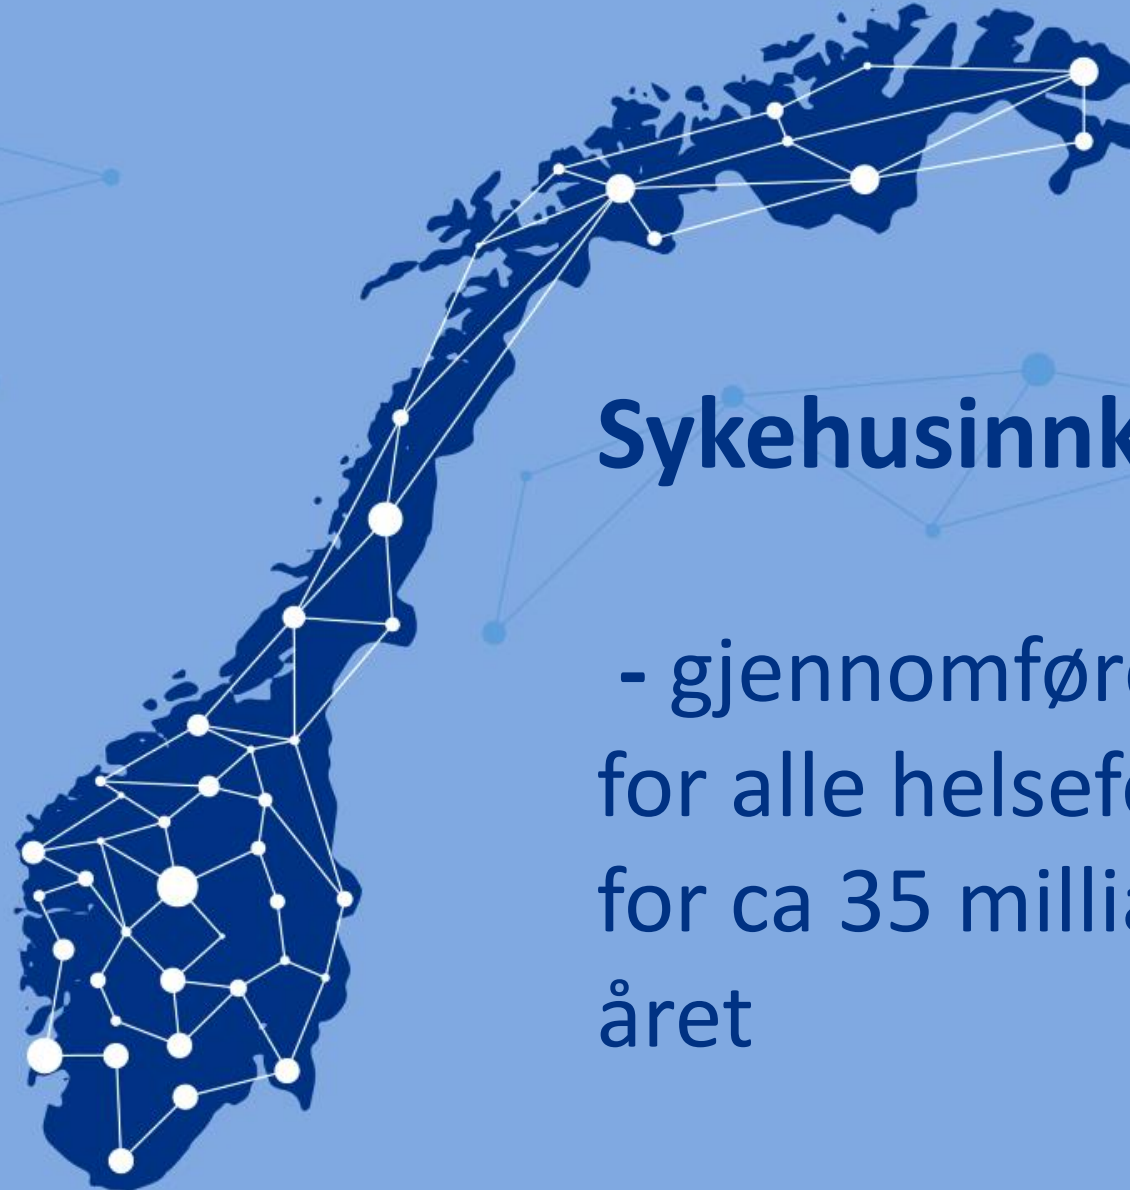 Sykehusinnk
- gjennomføre
for alle helsefo
for ca 35 millia
året